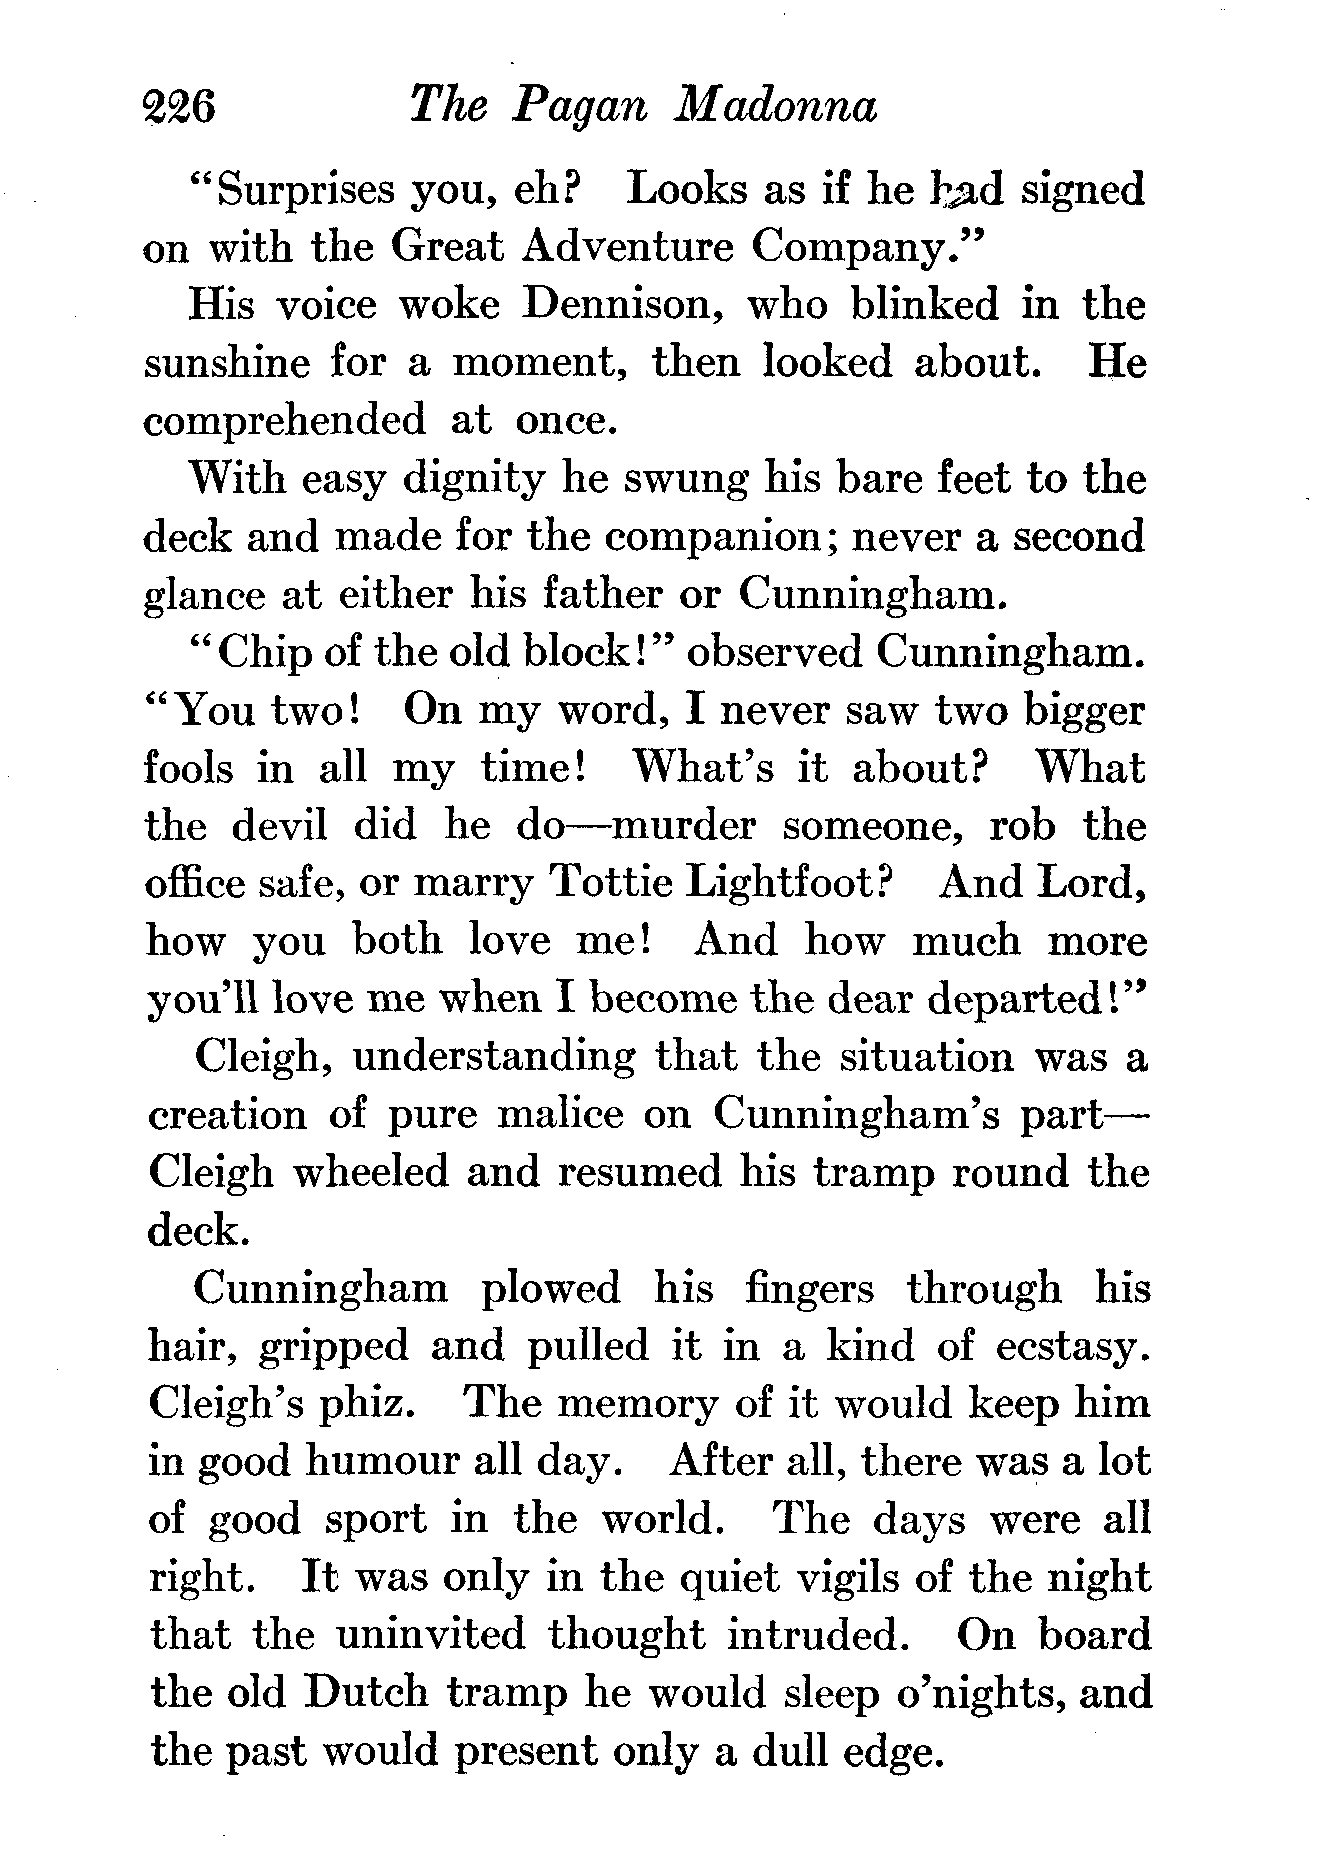 226 The Pagan Madonna
“Surprises you, eh? Looks as if he had signed
on with the Great Adventure Company.”
His voice woke Dennison, who blinked in the
sunshine for a moment, then looked about. He
comprehended at once.
With easy dignity he swung his bare feet to the
deck and made for the companion; never a second
glance at either his father or Cunningham.
“Chip of the old block!” observed Cunningham.
“You two! On my word, I never saw two bigger
fools in all my time! What's it about? What
the devil did he do—murder someone, rob the
office safe, or marry Tottie Lightfoot? And Lord,
how you both love me! And how much more
you'll love me when I become the dear departed!”
Cleigh, understanding that the situation was a
creation of pure malice on Cunningham's part—
Cleigh wheeled and resumed his tramp round the
deck.
Cunningham plowed his fingers through his
hair, gripped and pulled it in a kind of ecstasy.
Cleigh's phiz. The memory of it would keep him
in good humour all day. After all, there was a lot
of good sport in the world. The days were all
right. It was only in the quiet vigils of the night
that the uninvited thought intruded. On board
the old Dutch tramp he would sleep o'nights, and
the past would present only a dull edge.